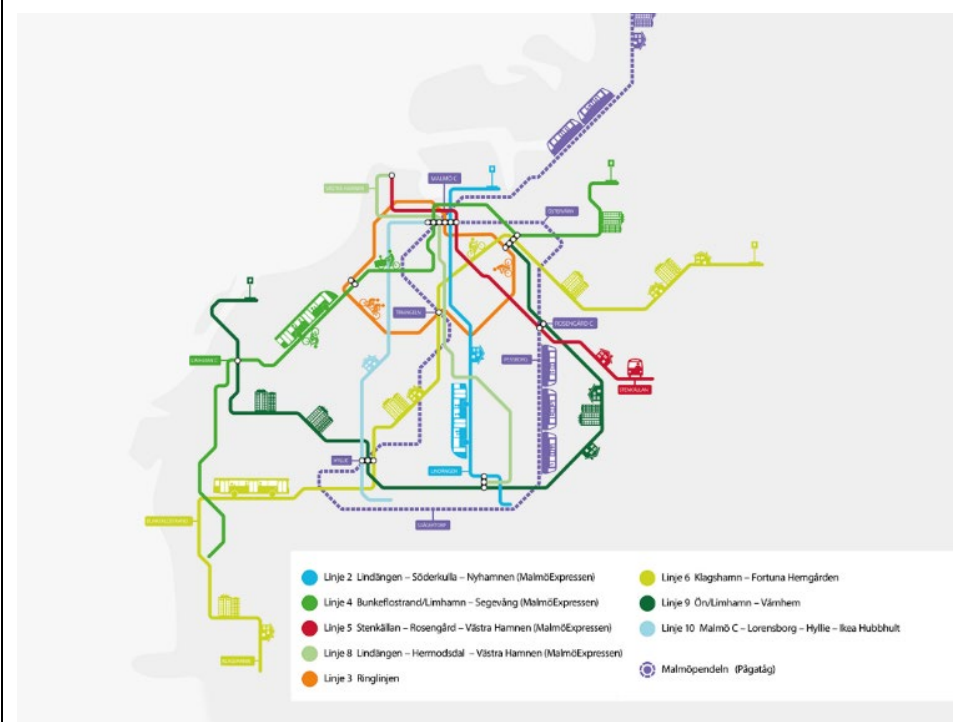 VÄSTRA HAMNEN
MALMÖ C
ÖSTERVÄRN
TRIANGELN
ROSENGÅRD C
LIMHAMN C
PERSBORG
STENKÄLLAN
HYLLIE
LINDÄNGEN
SVÅGERTORP
BUNKEFLOSTRAND
KLAGSHAMN
Linje 2 Lindängen – Söderkulla – Nyhamnen (MalmöExpressen)
Linje 4 Bunkeflostrand/Limhamn – Segevång (MalmöExpressen)
Linje 5 Stenkällan – Rosengård – Västra Hamnen (MalmöExpressen)
Linje 8 Lindängen – Hermodsdal – Västra Hamnen (MalmöExpressen)
Linje 3 Ringlinjen
Linje 6 Klagshamn – Fortuna Hemgården
Linje 9 Ön/Limhamn – Värnhem
Linje 10 Malmö C – Lorensborg – Hyllie – Ikea Hubbhult
Malmöpendeln (Pågatåg)